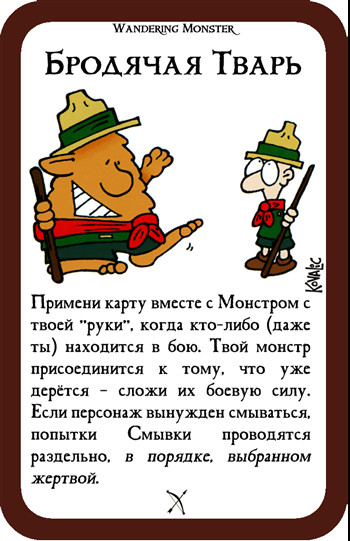 Wandering Monster
Бродячая Тварь
Kovalic
Примени карту вместе с Монстром с
твоей "руки", когда кто-либо (даже
ты) находится в бою. Твой монстр
присоединится к тому, что уже
дерётся – сложи их боевую силу.
Если персонаж вынужден смываться,
попытки Смывки проводятся
раздельно, в порядке, выбранном
жертвой.